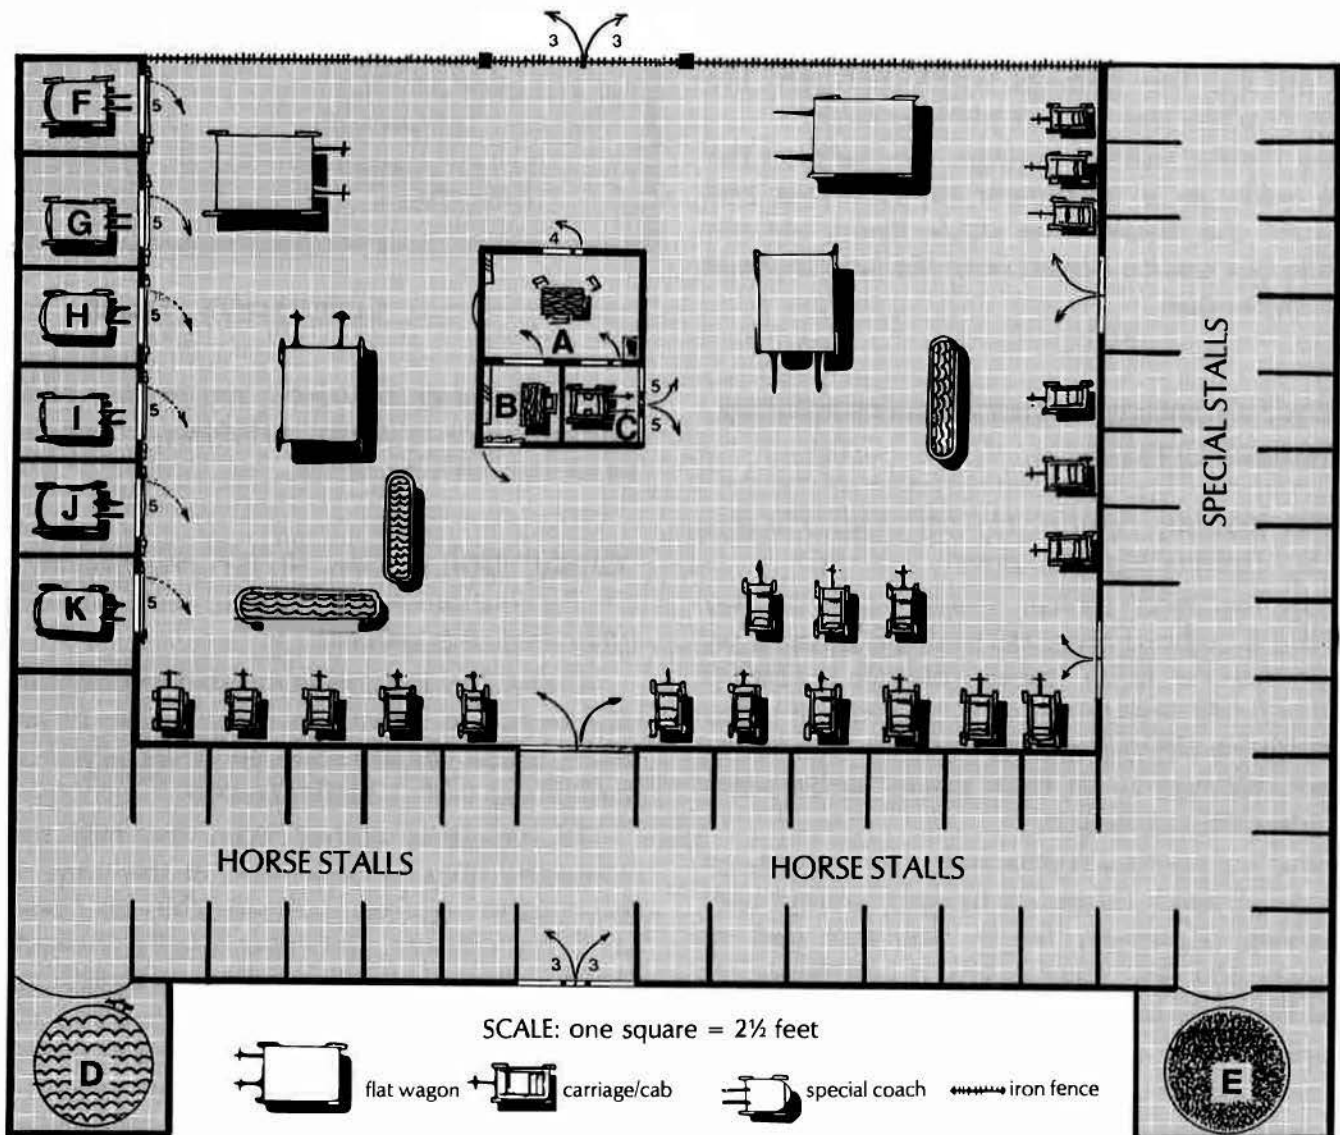 3 3
F
5
G
5
4
H
5
A
I
5
B
C
5
5
J
5
K
5
SPECIAL STALLS
HORSE STALLS
HORSE STALLS
3 3
D
E
SCALE: one square = 2½ feet
flat wagon
carriage/cab
special coach
iron fence